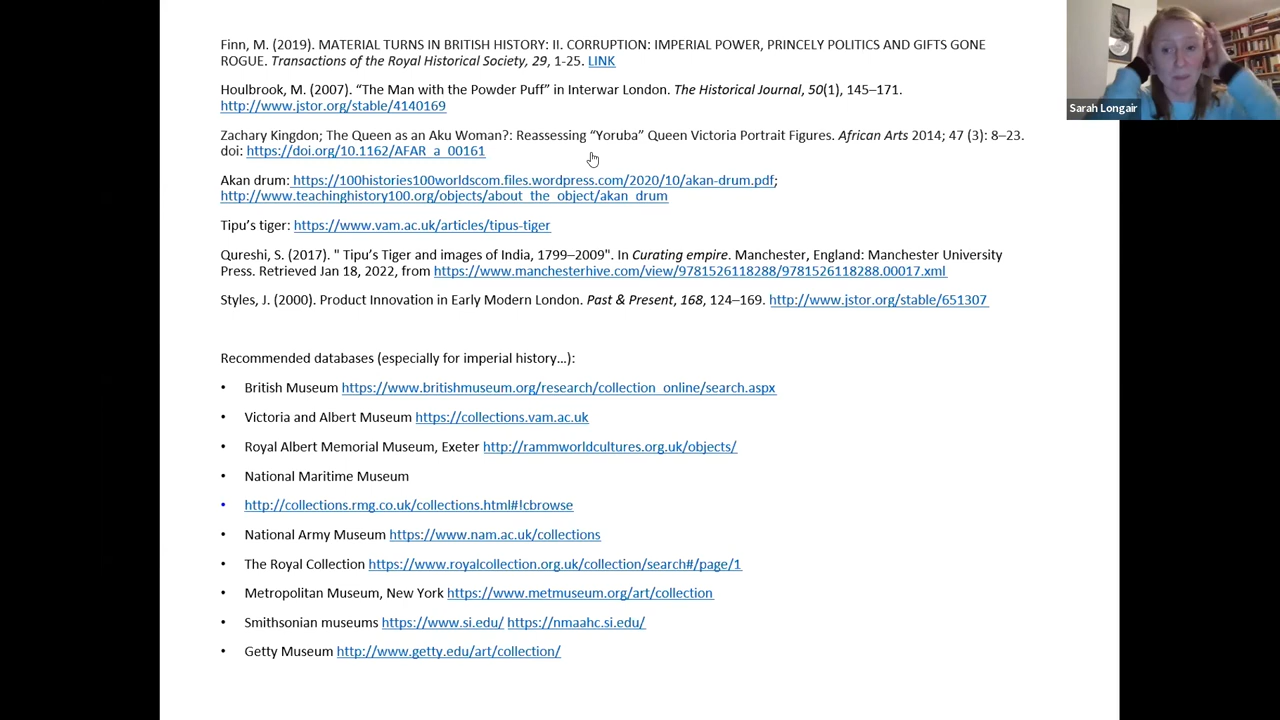 Finn, M. (2019). MATERIAL TURNS IN BRITISH HISTORY: II. CORRUPTION: IMPERIAL POWER, PRINCELY POLITICS AND GIFTS GONE
ROGUE. Transactions of the Royal Historical Society, 29, 1-25. LINK
Houlbrook, M. (2007). “The Man with the Powder Puff” in Interwar London. The Historical Journal, 50(1), 145–171.
http://www.jstor.org/stable/4140169
Zachary Kingdon; The Queen as an Aku Woman?: Reassessing “Yoruba” Queen Victoria Portrait Figures. African Arts 2014; 47 (3): 8–23.
doi: https://doi.org/10.1162/AFAR_a_00161
Akan drum: https://100histories100worldscom.files.wordpress.com/2020/10/akan-drum.pdf;
http://www.teachinghistory100.org/objects/about_the_object/akan_drum
Tipu’s tiger: https://www.vam.ac.uk/articles/tipus-tiger
Qureshi, S. (2017). " Tipu’s Tiger and images of India, 1799–2009". In Curating empire. Manchester, England: Manchester University
Press. Retrieved Jan 18, 2022, from https://www.manchesterhive.com/view/9781526118288/9781526118288.00017.xml
Styles, J. (2000). Product Innovation in Early Modern London. Past & Present, 168, 124–169. http://www.jstor.org/stable/651307
Recommended databases (especially for imperial history…):
• British Museum https://www.britishmuseum.org/research/collection_online/search.aspx
• Victoria and Albert Museum https://collections.vam.ac.uk
• Royal Albert Memorial Museum, Exeter http://rammworldcultures.org.uk/objects/
• National Maritime Museum
• http://collections.rmg.co.uk/collections.html#!cbrowse
• National Army Museum https://www.nam.ac.uk/collections
• The Royal Collection https://www.royalcollection.org.uk/collection/search#/page/1
• Metropolitan Museum, New York https://www.metmuseum.org/art/collection
• Smithsonian museums https://www.si.edu/ https://nmaahc.si.edu/
• Getty Museum http://www.getty.edu/art/collection/
Sarah Longair